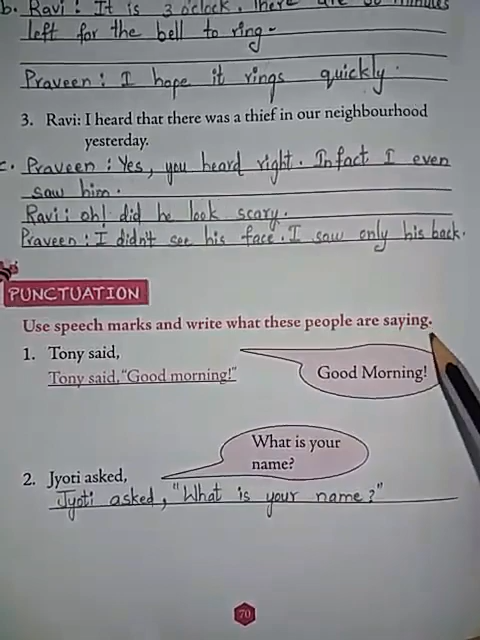 b. Ravi : It is 3 o'clock. There are 30 minutes
left for the bell to ring-
Praveen : I hope it rings quickly.
3. Ravi: I heard that there was a thief in our neighbourhood
yesterday.
c. Praveen : Yes, you heard right. Infact I even
saw him.
Ravi : oh! did he look scary.
Praveen : I didn't see his face. I saw only his back.
PUNCTUATION
Use speech marks and write what these people are saying.
1. Tony said,
Tony said, "Good morning!"
Good Morning!
What is your
name?
2. Jyoti asked,
Jyoti asked, "What is your name?"
70